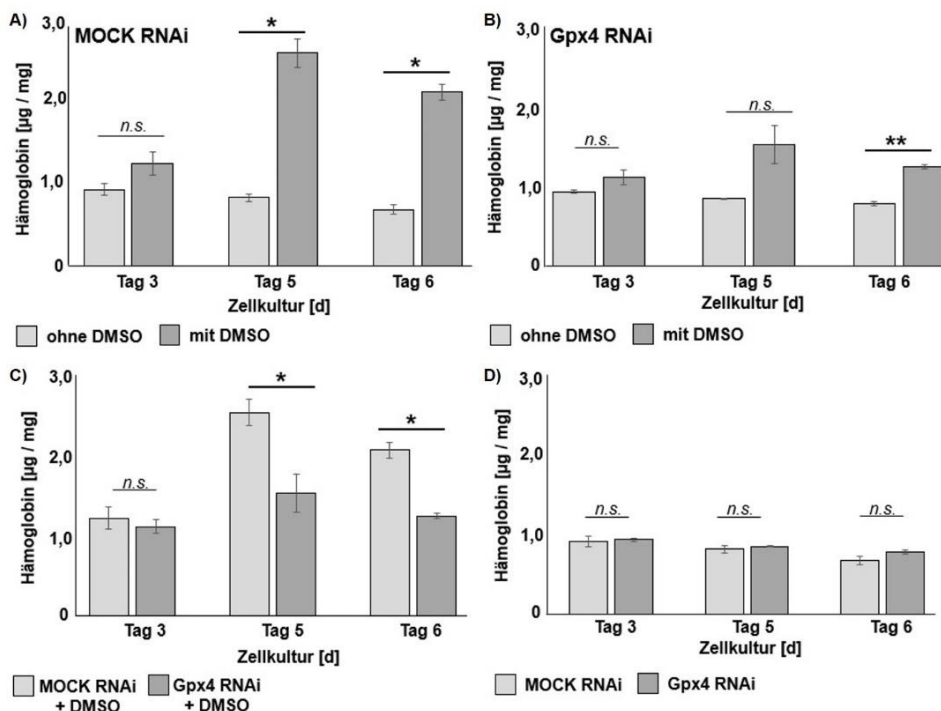 A)
MOCK RNAi
Hämoglobin [µg / mg]
3,0
2,0
1,0
0
n.s.
*
*
Tag 3
Tag 5
Tag 6
Zellkultur [d]
ohne DMSO
mit DMSO
B)
Gpx4 RNAi
Hämoglobin [µg / mg]
3,0
2,0
1,0
0
n.s.
n.s.
**
Tag 3
Tag 5
Tag 6
Zellkultur [d]
ohne DMSO
mit DMSO
C)
Hämoglobin [µg / mg]
3,0
2,0
1,0
0
n.s.
*
*
Tag 3
Tag 5
Tag 6
Zellkultur [d]
MOCK RNAi
+ DMSO
Gpx4 RNAi
+ DMSO
D)
Hämoglobin [µg / mg]
3,0
2,0
1,0
0
n.s.
n.s.
n.s.
Tag 3
Tag 5
Tag 6
Zellkultur [d]
MOCK RNAi
Gpx4 RNAi